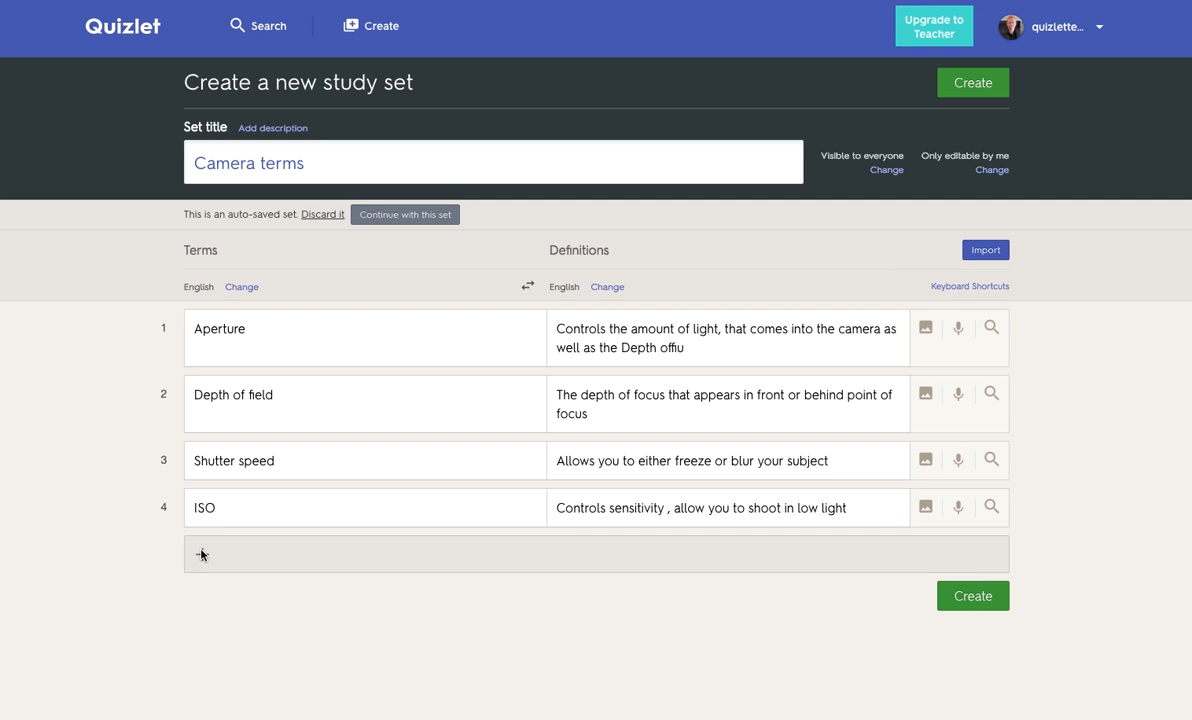 Quizlet
Search
Create
Upgrade to
Teacher
quizlette...
Create a new study set
Create
Set title
Add description
Camera terms
Visible to everyone
Change
Only editable by me
Change
This is an auto-saved set. Discard it
Continue with this set
Terms
Definitions
Import
English
Change
English
Change
Keyboard Shortcuts
1
Aperture
Controls the amount of light, that comes into the camera as
well as the Depth offiu
2
Depth of field
The depth of focus that appears in front or behind point of
focus
3
Shutter speed
Allows you to either freeze or blur your subject
4
ISO
Controls sensitivity , allow you to shoot in low light
Create